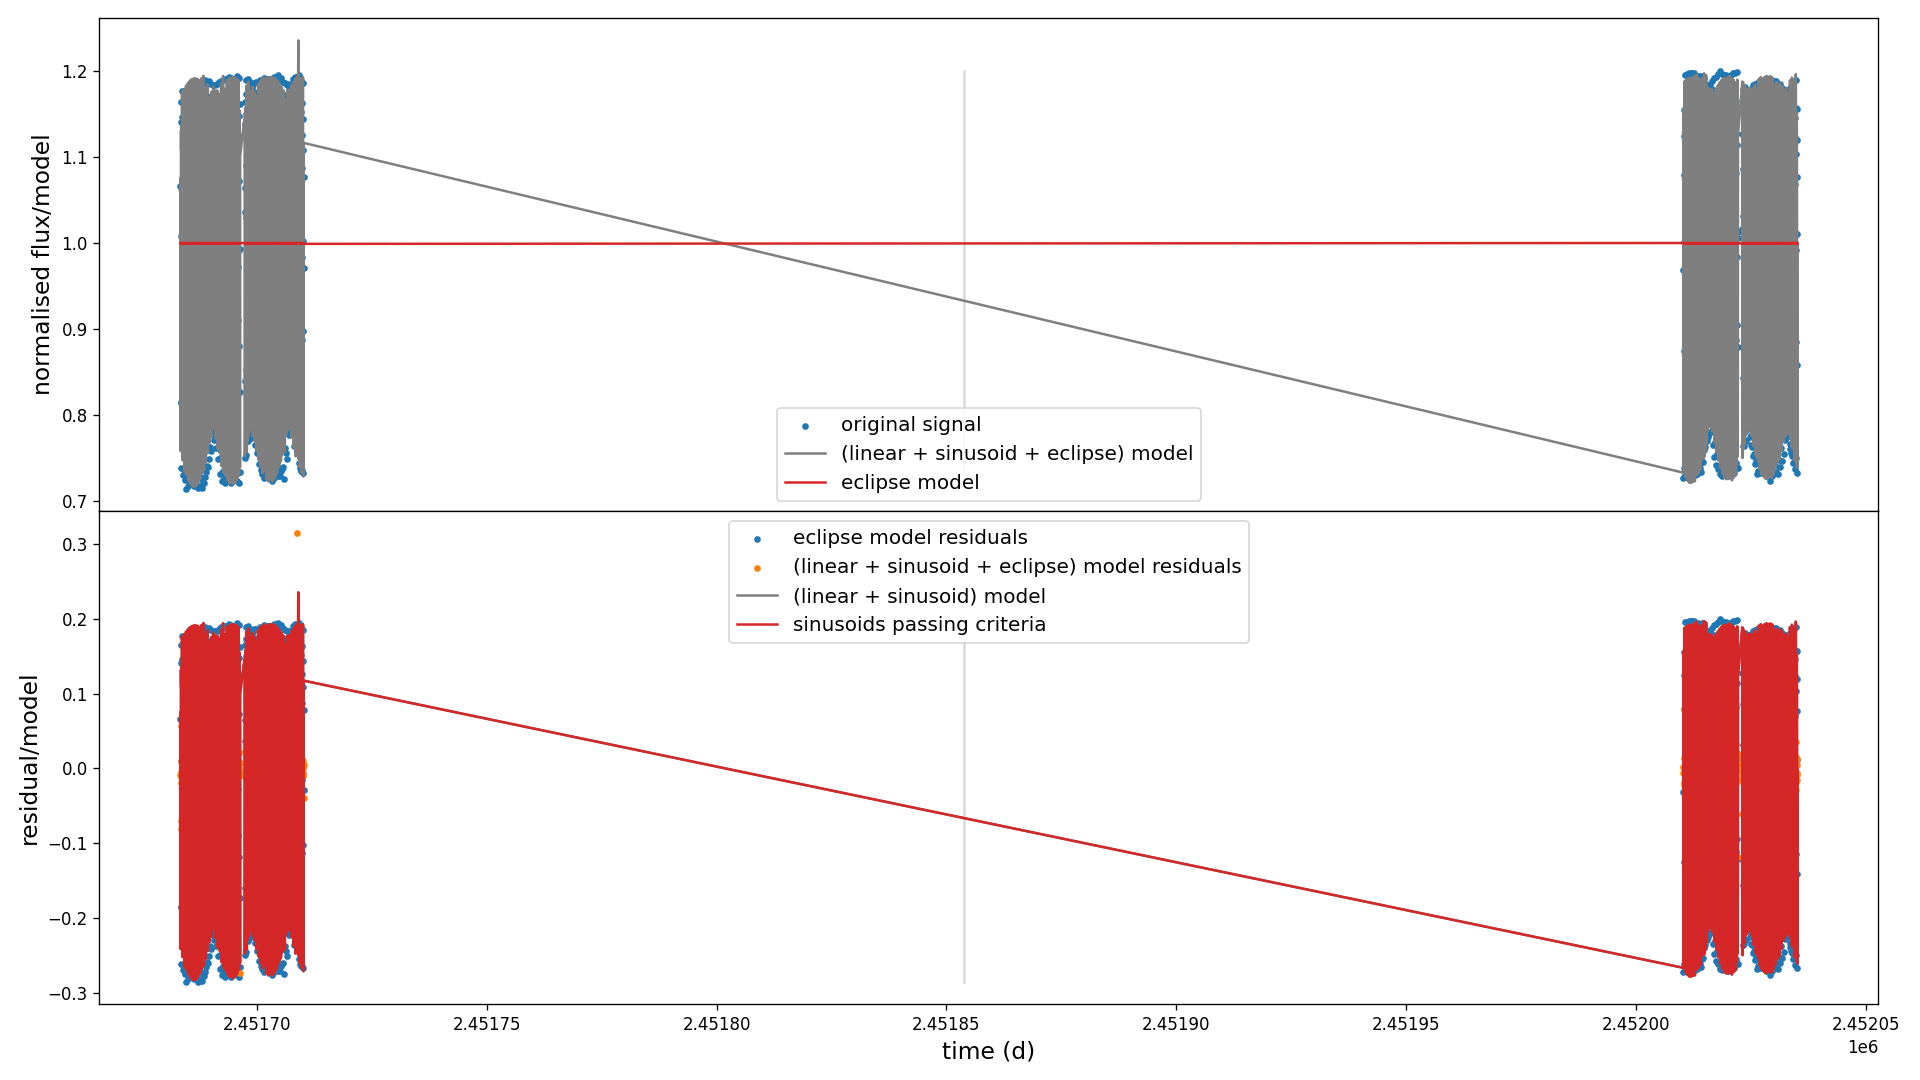 1.2
1.1
1.0
0.9
0.8
0.7
normalised flux/model
original signal
(linear + sinusoid + eclipse) model
eclipse model
0.3
0.2
0.1
0.0
−0.1
−0.2
−0.3
residual/model
eclipse model residuals
(linear + sinusoid + eclipse) model residuals
(linear + sinusoid) model
sinusoids passing criteria
2.45170 2.45175 2.45180 2.45185 2.45190 2.45195 2.45200 2.45205
1e6
time (d)